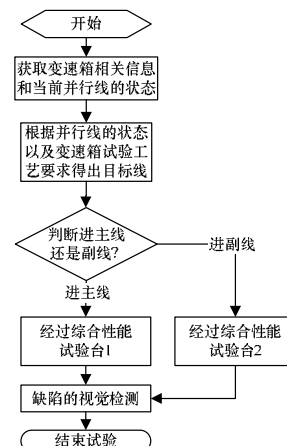 开始
获取变速箱相关信息
和当前并行线的状态
根据并行线的状态
以及变速箱试验工
艺要求得出目标线
判断进主线
还是副线?
进副线
进主线
经过综合性能
试验台1
经过综合性能
试验台2
缺陷的视觉检测
结束试验